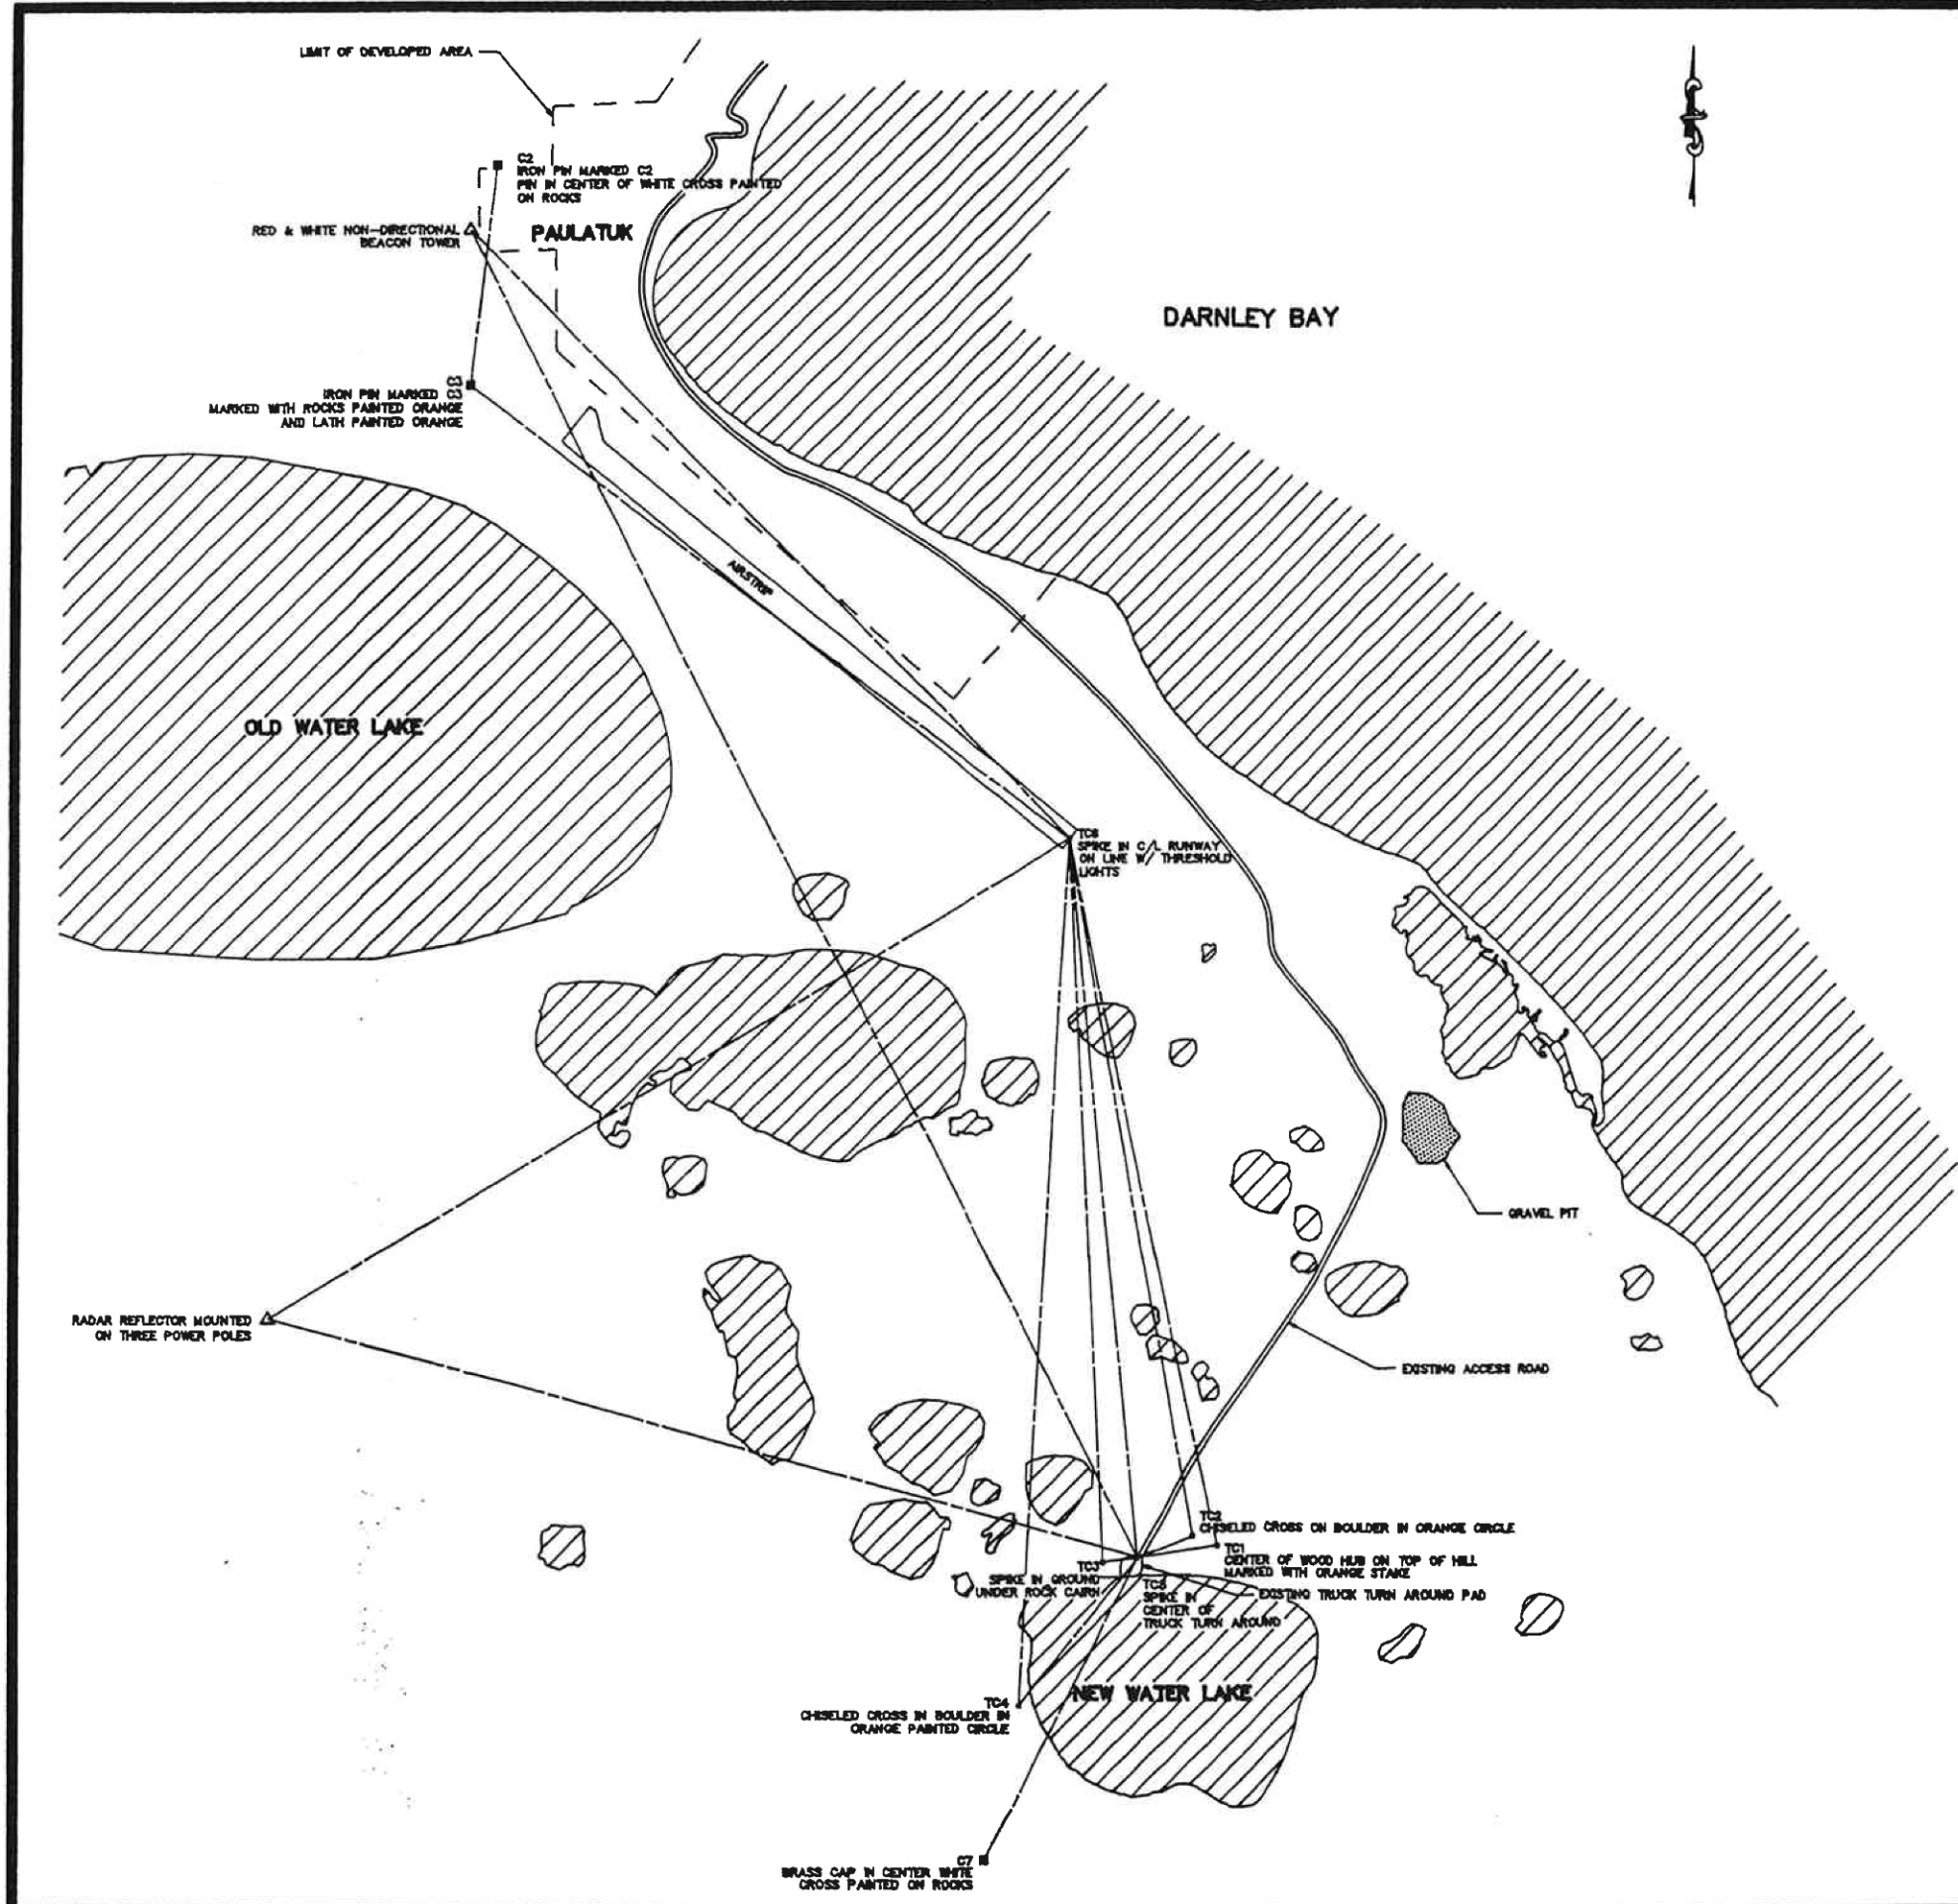 LIMIT OF DEVELOPED AREA
C2
IRON PIN MARKED C2
PIN IN CENTER OF WHITE CROSS PAINTED
ON ROCKS
RED & WHITE NON-DIRECTIONAL
BEACON TOWER
PAULATUK
DARNLEY BAY
IRON PIN MARKED
MARKED WITH ROCKS PAINTED ORANGE
AND LATH PAINTED ORANGE
AIRSTRIP
OLD WATER LAKE
SPIKE IN C/L RUNWAY
ON LINE W/ THRESHOLD
LIGHTS
GRAVEL PIT
RADAR REFLECTOR MOUNTED
ON THREE POWER POLES
EXISTING ACCESS ROAD
TC2
CHISELED CROSS ON BOULDER IN ORANGE CIRCLE
TC1
CENTER OF WOOD HUB ON TOP OF HILL
MARKED WITH ORANGE STAKE
TC3
SPIKE IN GROUND
UNDER ROCK CAIRN
SPIKE IN
CENTER OF
TRUCK TURN AROUND
EXISTING TRUCK TURN AROUND PAD
NEW WATER LAKE
TC4
CHISELED CROSS IN BOULDER IN
ORANGE PAINTED CIRCLE
C7
BRASS CAP IN CENTER WHITE
CROSS PAINTED ON ROCKS